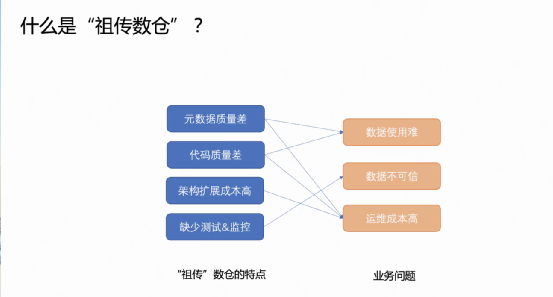 什么是“祖传数仓”？
元数据质量差
代码质量差
架构扩展成本高
缺少测试&监控
数据使用难
数据不可信
运维成本高
“祖传”数仓的特点
业务问题